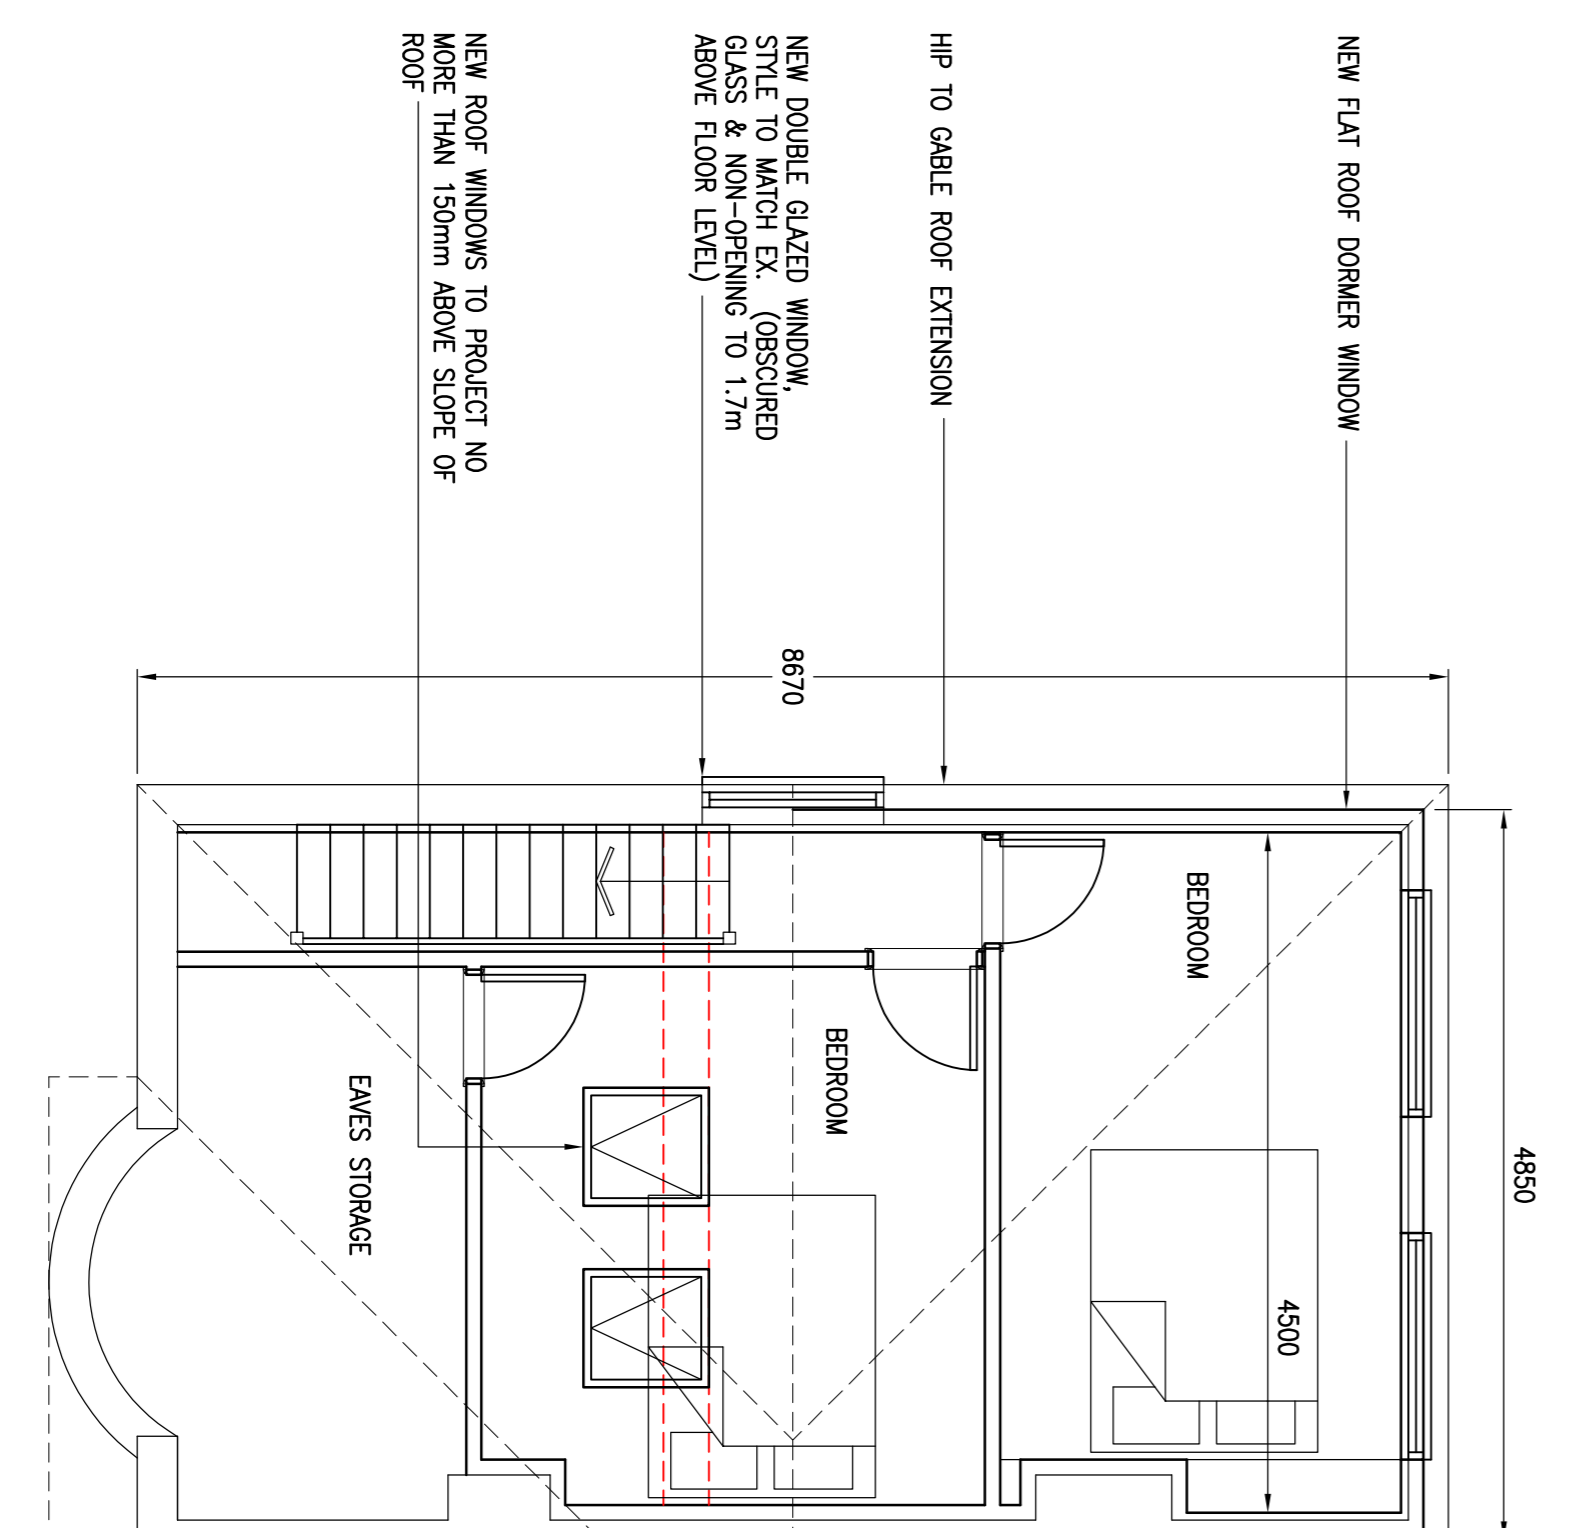 NEW FLAT ROOF DORMER WINDOW
HIP TO GABLE ROOF EXTENSION
NEW DOUBLE GLAZED WINDOW,
STYLE TO MATCH EX. (OBSCURED
GLASS & NON-OPENING TO 1.7m
ABOVE FLOOR LEVEL)
NEW ROOF WINDOWS TO PROJECT NO
MORE THAN 150mm ABOVE SLOPE OF
ROOF
8670
4850
BEDROOM
4500
BEDROOM
EAVES STORAGE